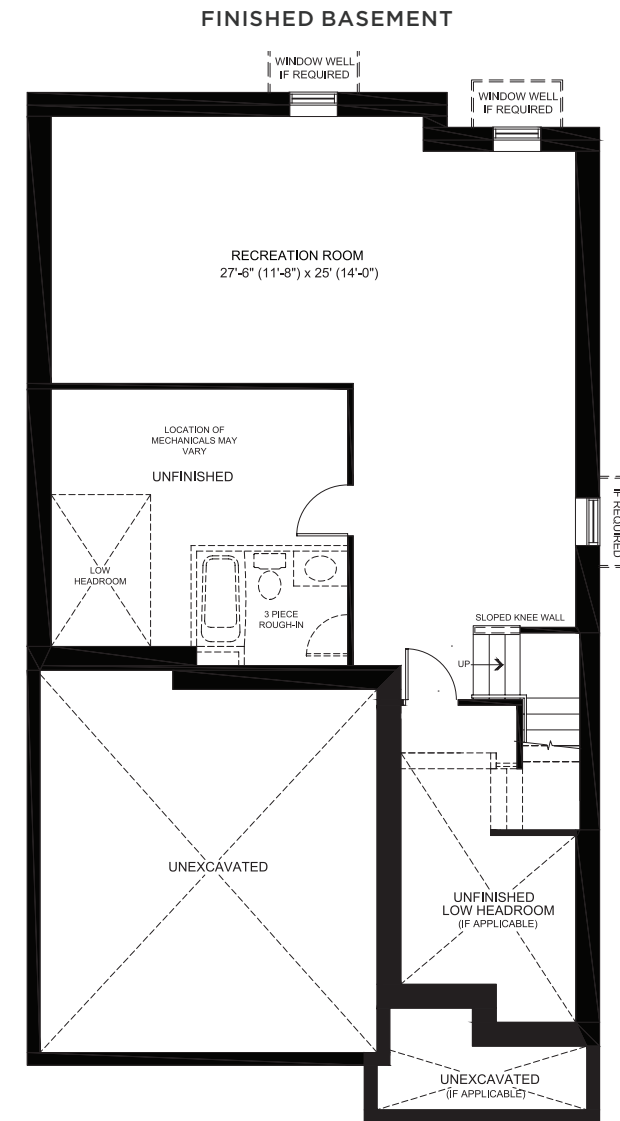 FINISHED BASEMENT
WINDOW WELL
IF REQUIRED
WINDOW WELL
IF REQUIRED
RECREATION ROOM
27'-6" (11'-8") x 25' (14'-0")
LOCATION OF
MECHANICALS MAY
VARY
UNFINISHED
IF REQUIRED
LOW
HEADROOM
3 PIECE
ROUGH-IN
SLOPED KNEE WALL
UP
UNEXCAVATED
UNFINISHED
LOW HEADROOM
(IF APPLICABLE)
UNEXCAVATED
(IF APPLICABLE)